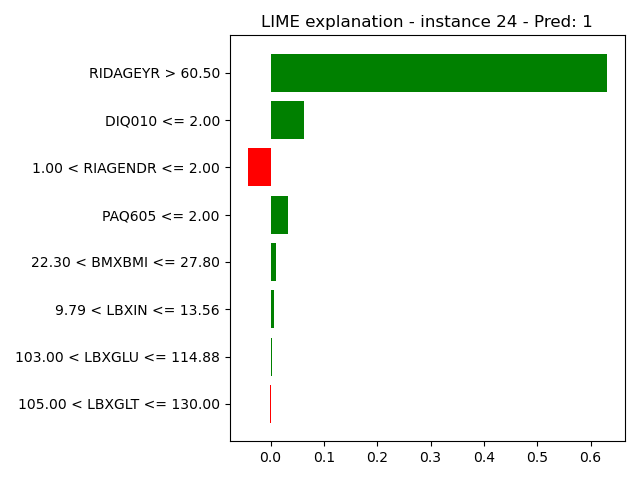 LIME explanation - instance 24 - Pred: 1
RIDAGEYR > 60.50
DIQ010 <= 2.00
1.00 < RIAGENDR <= 2.00
PAQ605 <= 2.00
22.30 < BMXBMI <= 27.80
9.79 < LBXIN <= 13.56
103.00 < LBXGLU <= 114.88
105.00 < LBXGLT <= 130.00
0.0 0.1 0.2 0.3 0.4 0.5 0.6